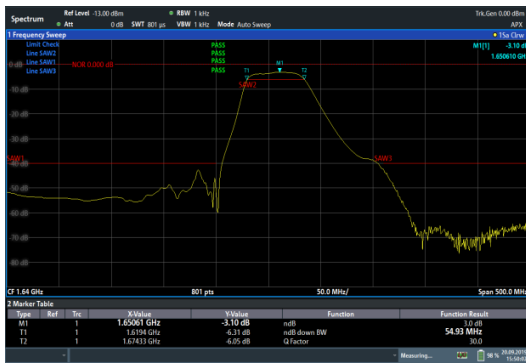 Spectrum
Ref Level -13.00 dBm RBW 1 kHz Trk.Gen 0.00 dBm
Att 0 dB SWT 801 µs VBW 1 kHz Mode Auto Sweep APX
1 Frequency Sweep 1Sa Clrw
Limit Check PASS M1[1] -3.10 d
Line SAW2 PASS 1.650610 GH
Line SAW1 PASS
Line SAW3 PASS
NOR 0.000 dB
T1 M1 T2
SAW2
-10 dB
-20 dB
-30 dB
SAW1 SAW3
-40 dB
-50 dB
-60 dB
-70 dB
-80 dB
CF 1.64 GHz 801 pts 50.0 MHz/ Span 500.0 MHz
2 Marker Table
Type Ref Trc X-Value Y-Value Function Function Result
M1 1 1.65061 GHz -3.10 dB ndB 3.0 dB
T1 1 1.6194 GHz -6.31 dB ndB down BW 54.93 MHz
T2 1 1.67433 GHz -6.05 dB Q Factor 30.0
Measuring... 98 % 20.09.201
15:50:0